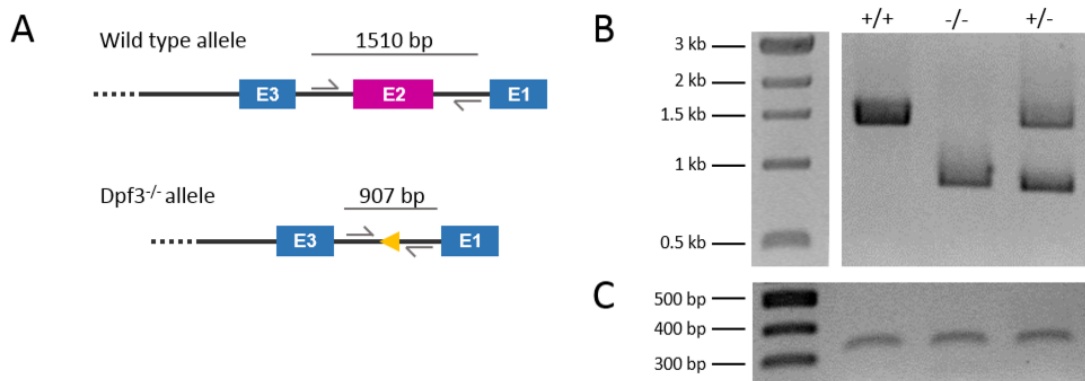 A
Wild type allele
1510 bp
E3
E2
E1
Dpf3-/- allele
907 bp
E3
E1
B
+/+ -/- +/-
3 kb
2 kb
1.5 kb
1 kb
0.5 kb
C
500 bp
400 bp
300 bp